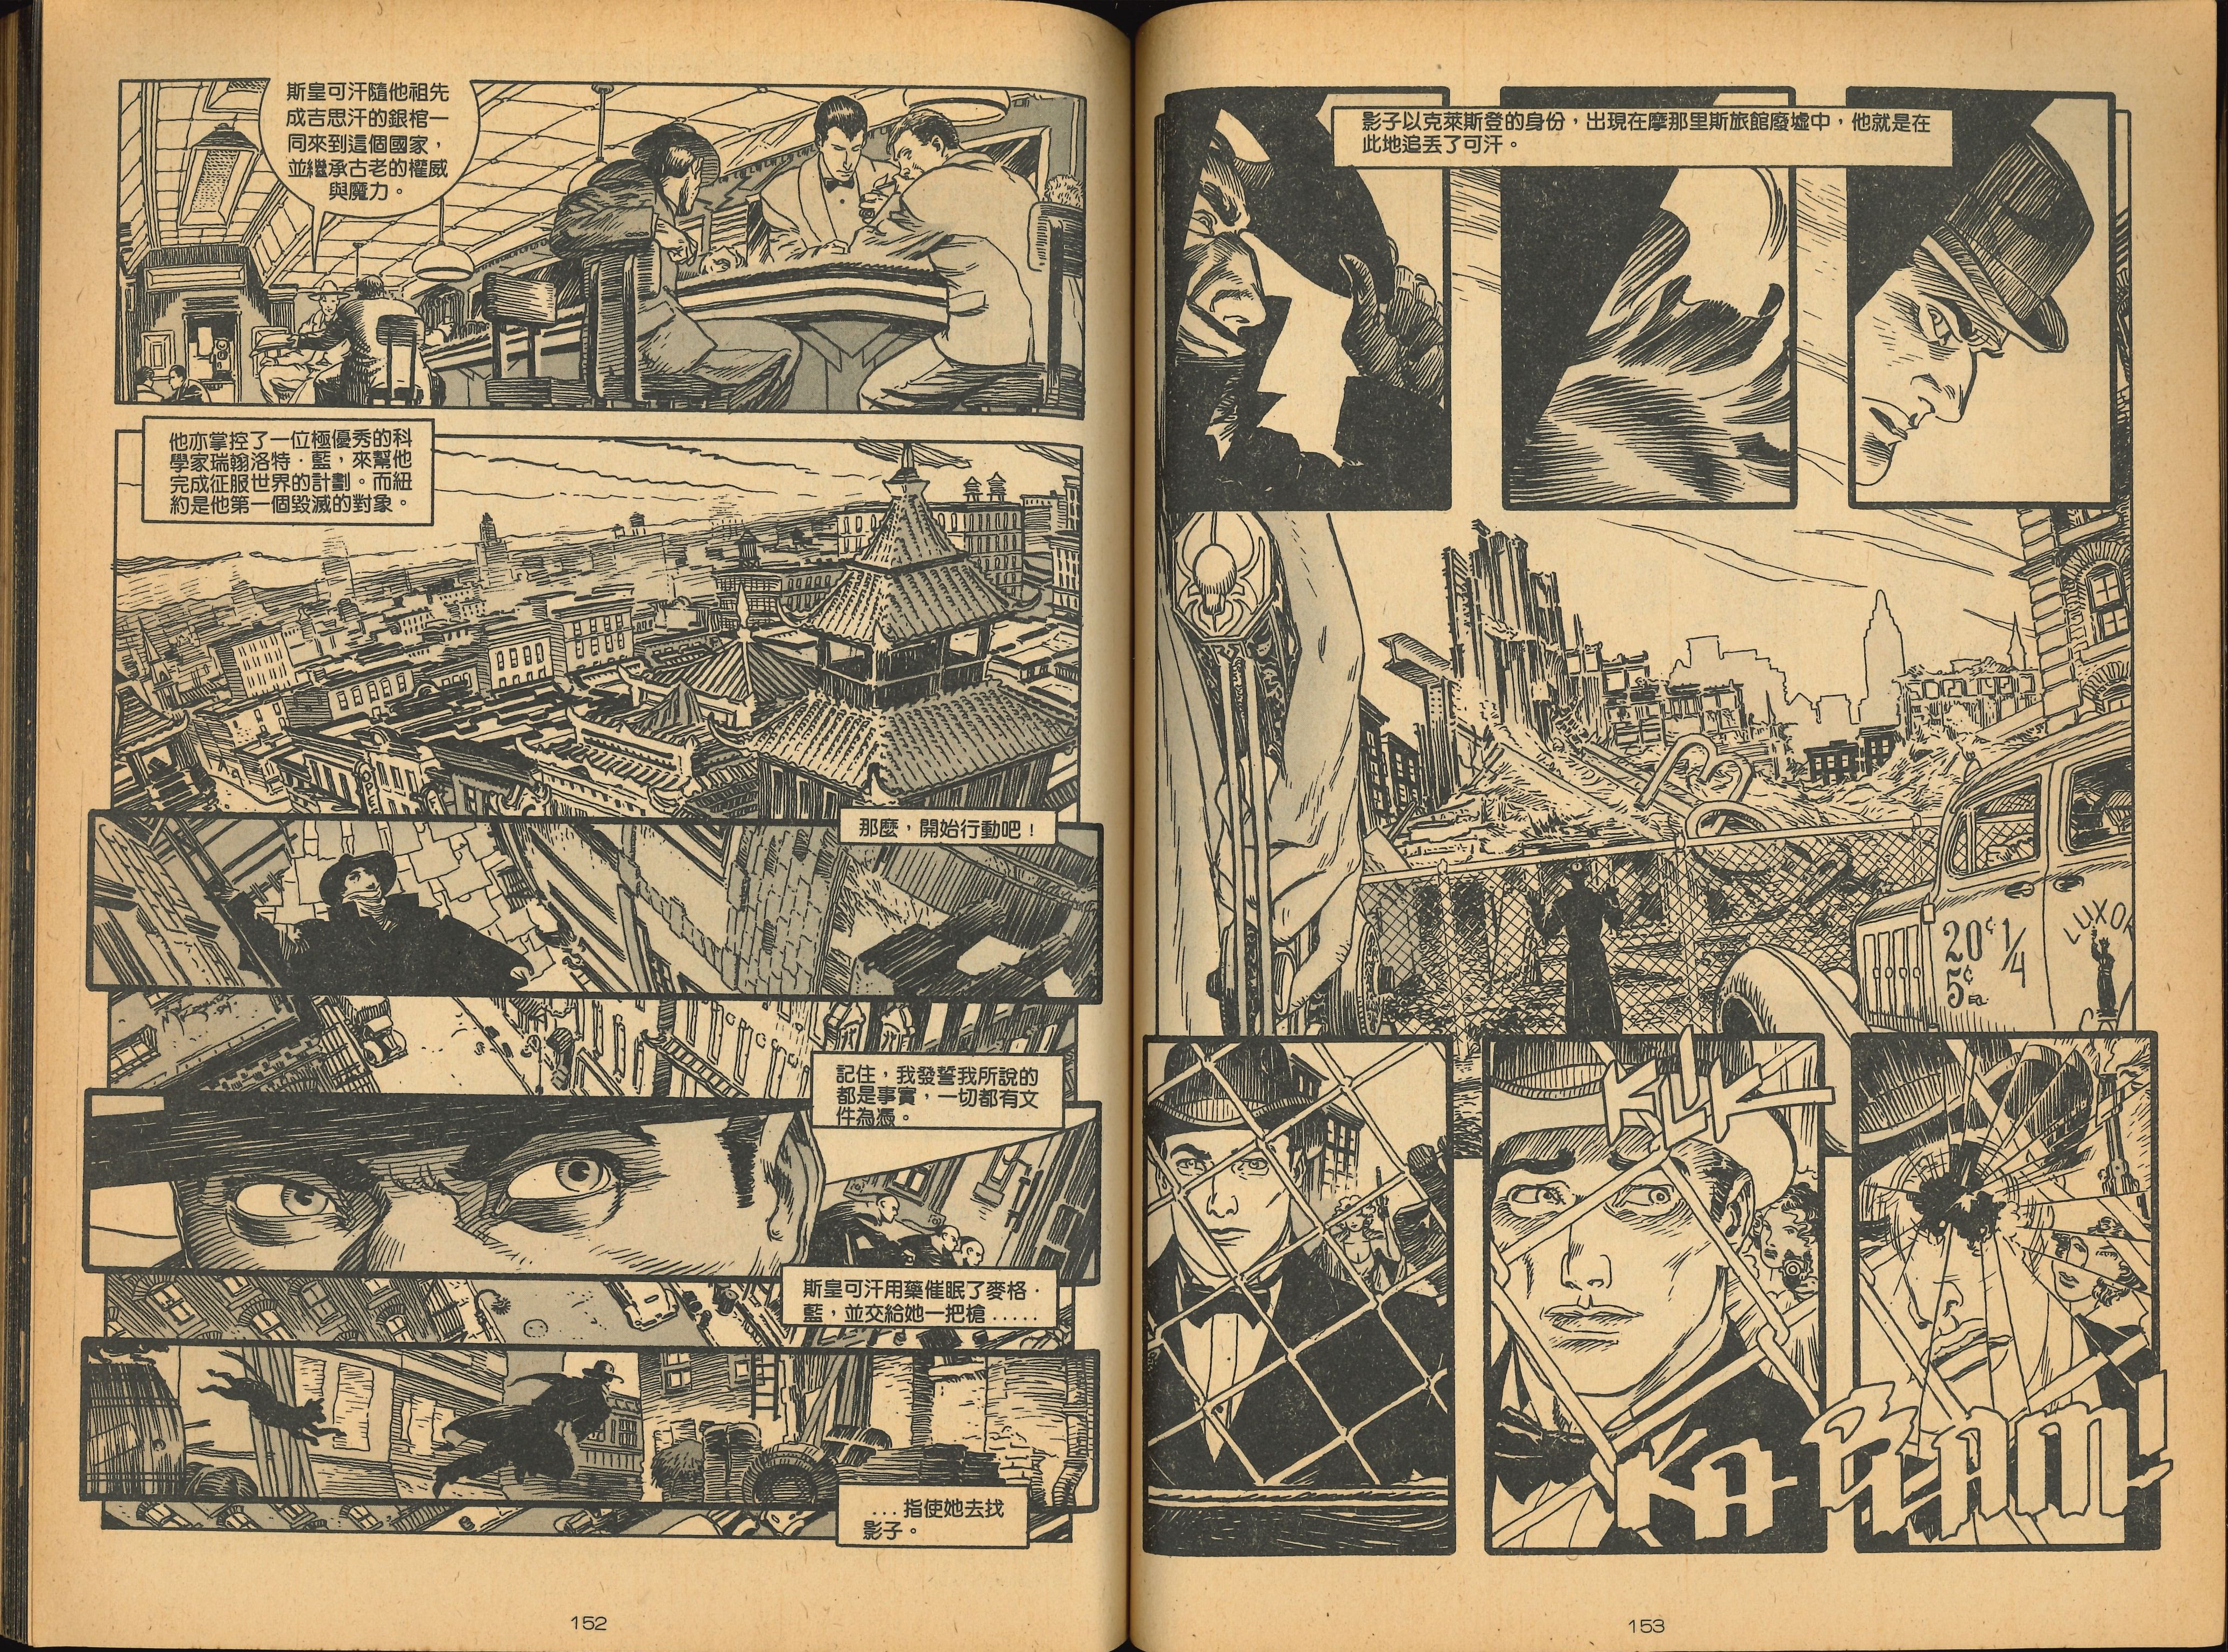 斯皇可汗隨他祖先
成吉思汗的銀棺一
同來到這個國家，
並繼承古老的權威
與魔力。
他亦掌控了一位極優秀的科
學家瑞翰洛特．藍，來幫他
完成征服世界的計劃。而紐
約是他第一個毀滅的對象。
那麼，開始行動吧！
記住，我發誓我所說的
都是事實，一切都有文
件為憑。
斯皇可汗用藥催眠了麥格．
藍，並交給她一把槍……
…指使她去找
影子。
152
影子以克萊斯登的身份，出現在摩那里斯旅館廢墟中，他就是在
此地追丟了可汗。
20¢ 1/4
5¢ EA.
LUXOR
KLIK
KA BLAM!
153